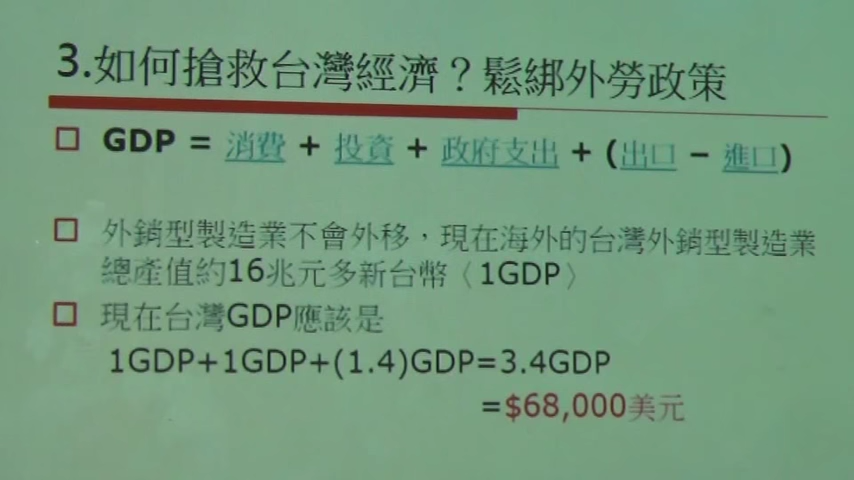 3.如何搶救台灣經濟？鬆綁外勞政策
GDP = 消費 + 投資 + 政府支出 + (出口 – 進口)
外銷型製造業不會外移，現在海外的台灣外銷型製造業
總產值約16兆元多新台幣〈1GDP〉
現在台灣GDP應該是
1GDP+1GDP+(1.4)GDP=3.4GDP
=$68,000美元